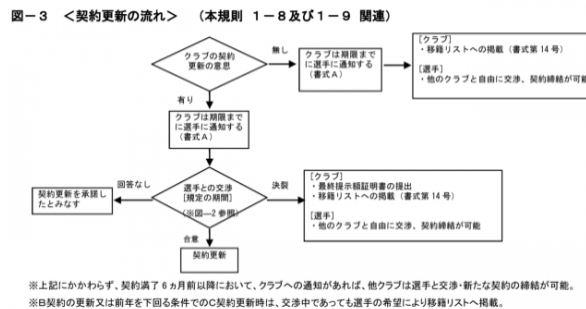 図－３　＜契約更新の流れ＞　（本規則　１－８及び１－９　関連）
クラブの契約
更新の意思
無し
クラブは期限まで
に選手に通知する
（書式Ａ）
[クラブ]
・移籍リストへの掲載（書式第 14 号）
[選手]
・他のクラブと自由に交渉、契約締結が可能
有り
クラブは期限まで
に選手に通知する
（書式Ａ）
選手との交渉
[規定の期間]
（※図―2 参照）
回答なし
契約更新を承諾し
たとみなす
決裂
[クラブ]
・最終提示額証明書の提出
・移籍リストへの掲載（書式第 14 号）
[選手]
・他のクラブと自由に交渉、契約締結が可能
合意
契約更新
※上記にかかわらず、契約満了６ヵ月前以降において、クラブへの通知があれば、他クラブは選手と交渉・新たな契約の締結が可能。
※Ｂ契約の更新又は前年を下回る条件でのＣ契約更新時は、交渉中であっても選手の希望により移籍リストへ掲載。